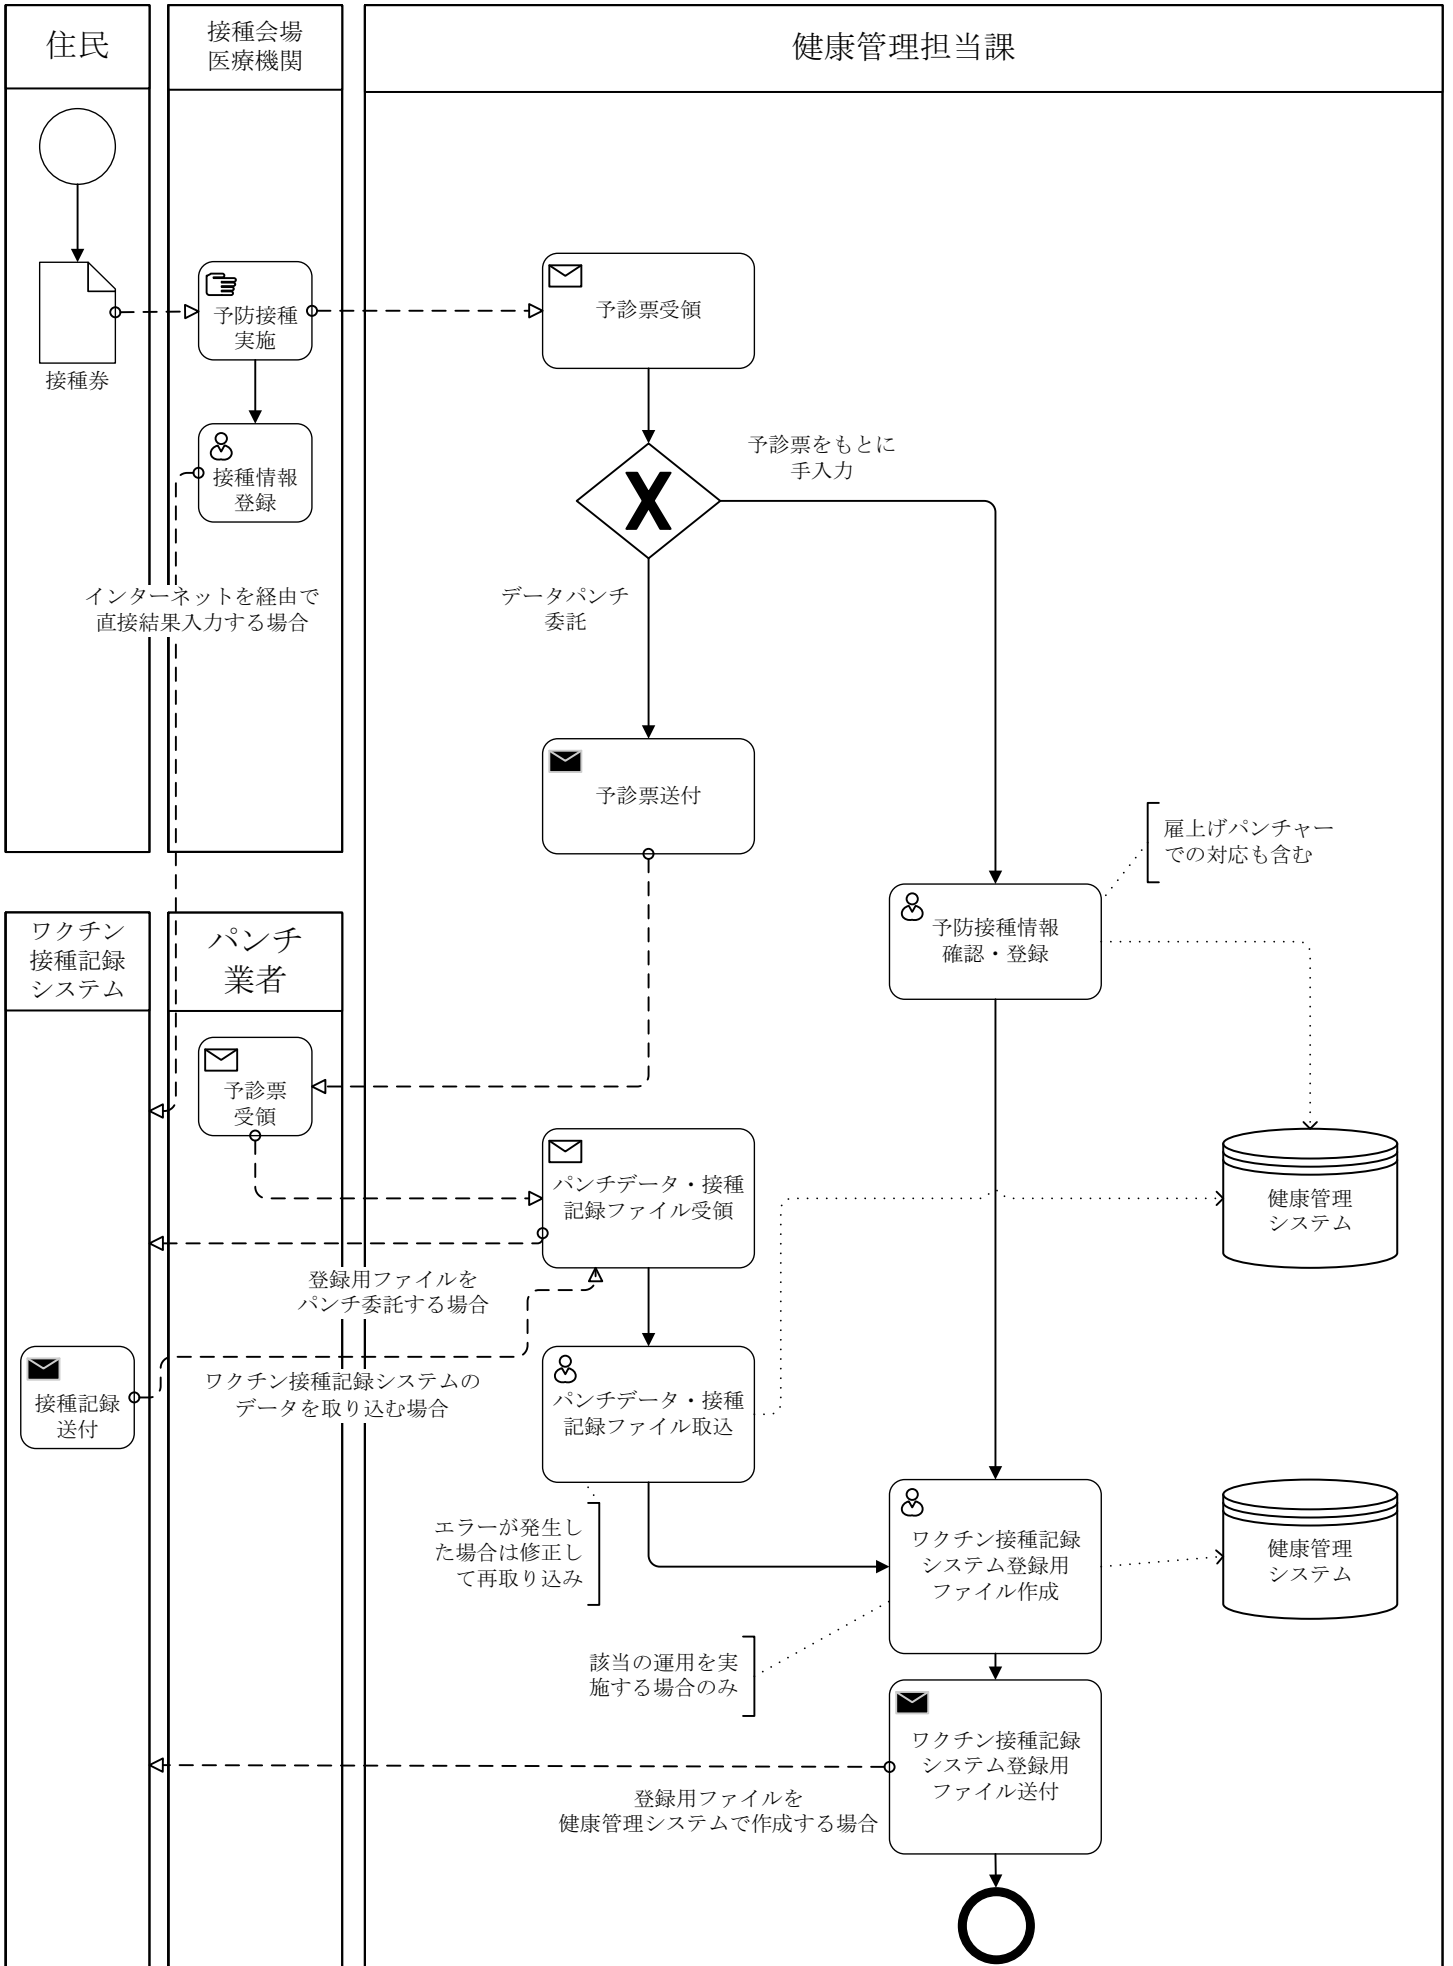 住民
接種会場
医療機関
健康管理担当課
接種券
予防接種
実施
予診票受領
接種情報
登録
予診票をもとに
手入力
インターネットを経由で
直接結果入力する場合
データパンチ
委託
予診票送付
雇上げパンチャー
での対応も含む
予防接種情報
確認・登録
ワクチン
接種記録
システム
パンチ
業者
予診票
受領
パンチデータ・接種
記録ファイル受領
健康管理
システム
登録用ファイルを
パンチ委託する場合
接種記録
送付
ワクチン接種記録システムの
データを取り込む場合
パンチデータ・接種
記録ファイル取込
エラーが発生し
た場合は修正し
て再取り込み
ワクチン接種記録
システム登録用
ファイル作成
健康管理
システム
該当の運用を実
施する場合のみ
ワクチン接種記録
システム登録用
ファイル送付
登録用ファイルを
健康管理システムで作成する場合